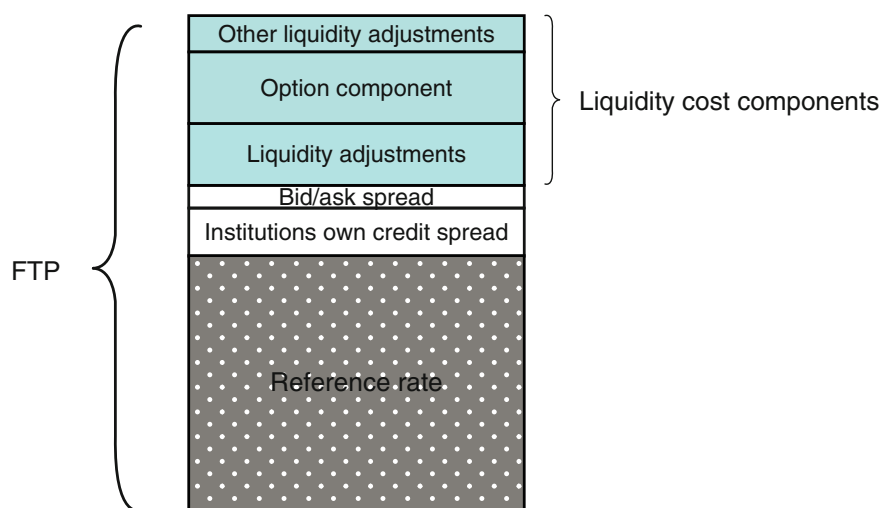 Other liquidity adjustments
Option component
Liquidity cost components
Liquidity adjustments
Bid/ask spread
Institutions own credit spread
FTP
Reference rate